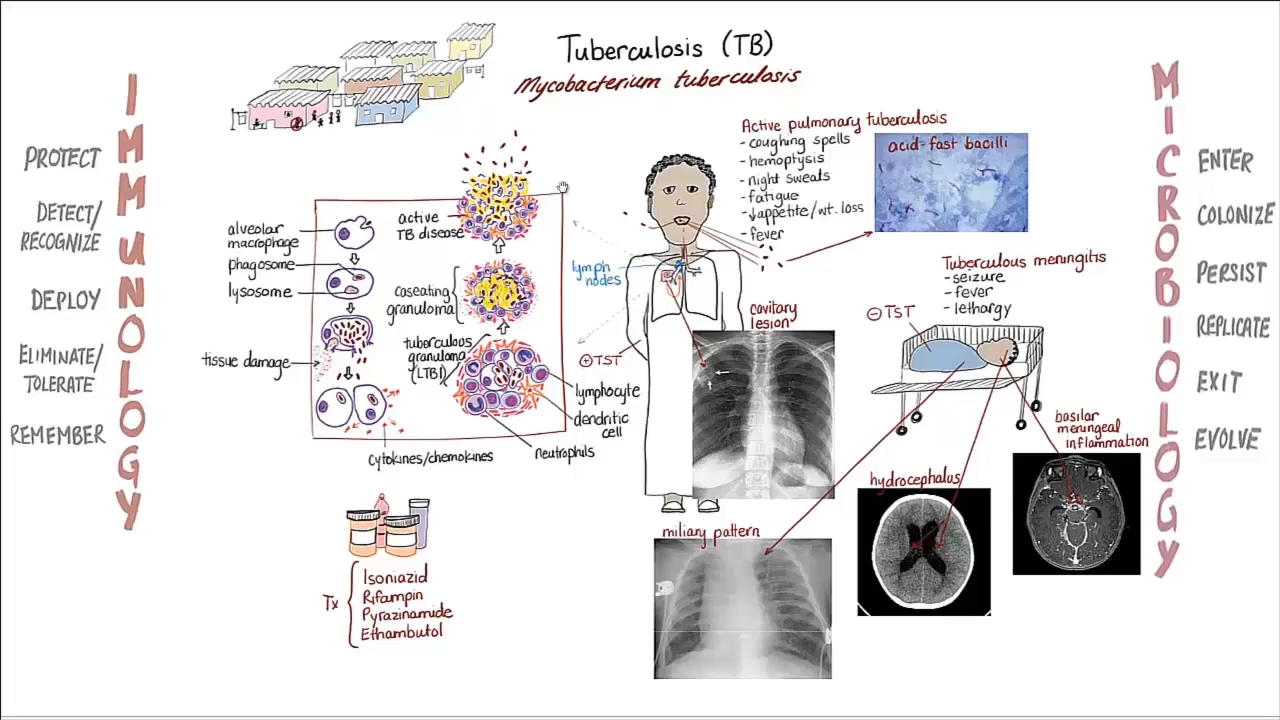 Tuberculosis (TB)
Mycobacterium tuberculosis
IMMUNOLOGY
PROTECT
DETECT/
RECOGNIZE
DEPLOY
ELIMINATE/
TOLERATE
REMEMBER
alveolar
macrophage
phagosome
lysosome
tissue damage
cytokines/chemokines
active
TB disease
caseating
granuloma
tuberculous
granuloma
(LTBI)
lymphocyte
dendritic
cell
neutrophils
lymph
nodes
+TST
Active pulmonary tuberculosis
- coughing spells
- hemoptysis
- night sweats
- fatigue
- ↓appetite/wt. loss
- fever
acid-fast bacilli
cavitary
lesion
Tuberculous meningitis
- seizure
- fever
- lethargy
-TST
basilar
meningeal
inflammation
hydrocephalus
miliary pattern
Tx
Isoniazid
Rifampin
Pyrazinamide
Ethambutol
MICROBIOLOGY
ENTER
COLONIZE
PERSIST
REPLICATE
EXIT
EVOLVE